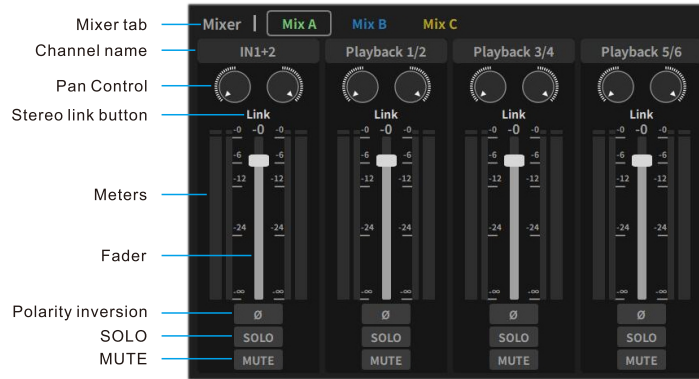 Mixer tab
Mixer | Mix A Mix B Mix C
Channel name
IN1+2 Playback 1/2 Playback 3/4 Playback 5/6
Pan Control
Stereo link button
Link Link Link Link
-0 -0 -0 -0 -0 -0 -0 -0 -0 -0 -0 -0
-6 -6 -6 -6 -6 -6 -6 -6
-12 -12 -12 -12 -12 -12 -12 -12
Meters
-24 -24 -24 -24 -24 -24 -24 -24
Fader
-∞ -∞ -∞ -∞ -∞ -∞ -∞ -∞
Polarity inversion
Ø Ø Ø Ø
SOLO
SOLO SOLO SOLO SOLO
MUTE
MUTE MUTE MUTE MUTE